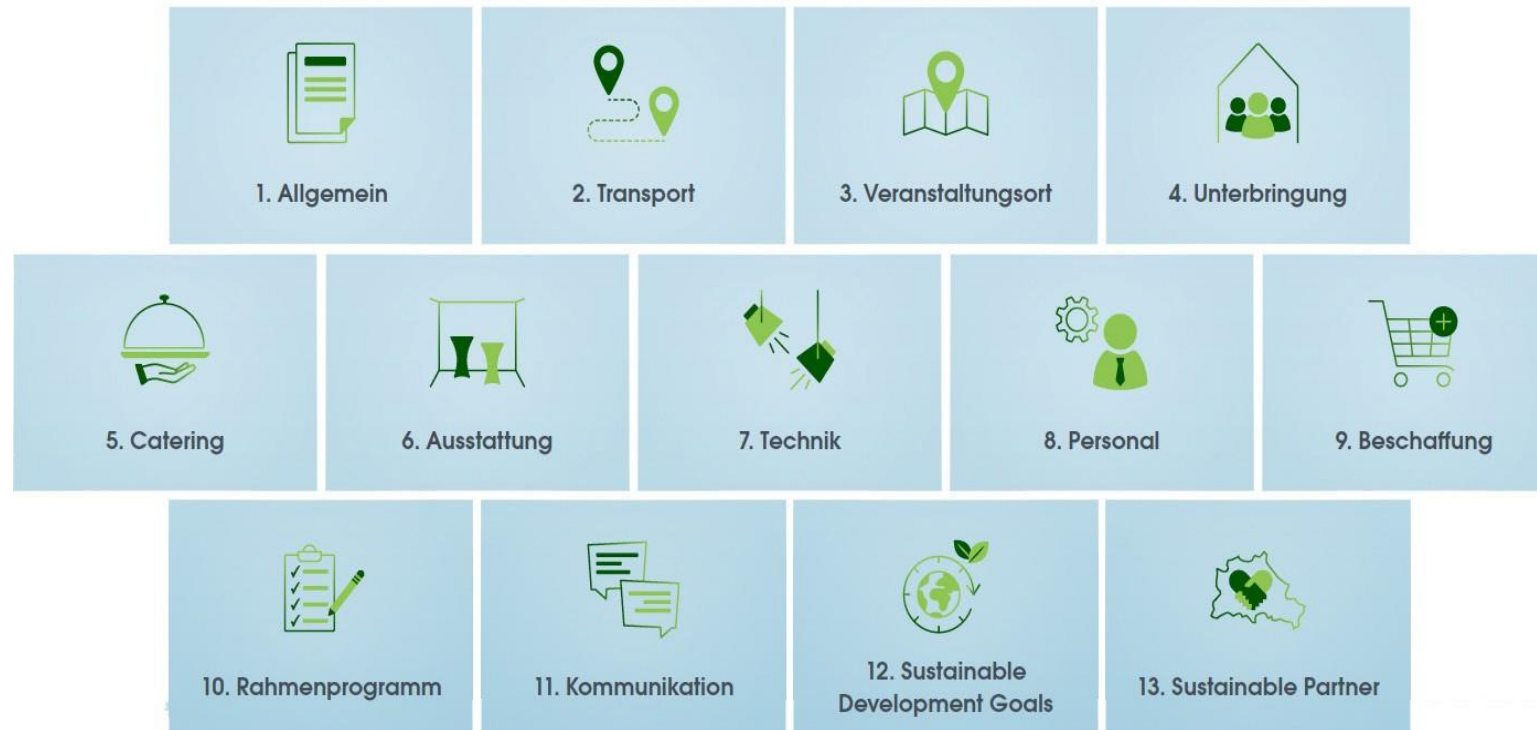 1. Allgemein
2. Transport
3. Veranstaltungsort
4. Unterbringung
5. Catering
6. Ausstattung
7. Technik
8. Personal
9. Beschaffung
10. Rahmenprogramm
11. Kommunikation
12. Sustainable
Development Goals
13. Sustainable Partner